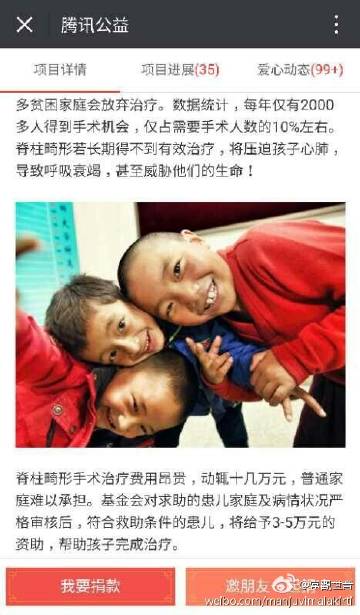 腾讯公益
项目详情
项目进展(35)
爱心动态(99+)
多贫困家庭会放弃治疗。数据统计，每年仅有2000
多人得到手术机会，仅占需要手术人数的10%左右。
脊柱畸形若长期得不到有效治疗，将压迫孩子心肺，
导致呼吸衰竭，甚至威胁他们的生命！
脊柱畸形手术治疗费用昂贵，动辄十几万元，普通家
庭难以承担。基金会对求助的患儿家庭及病情状况严
格审核后，符合救助条件的患儿，将给予3-5万元的
资助，帮助孩子完成治疗。
我要捐款
邀朋友